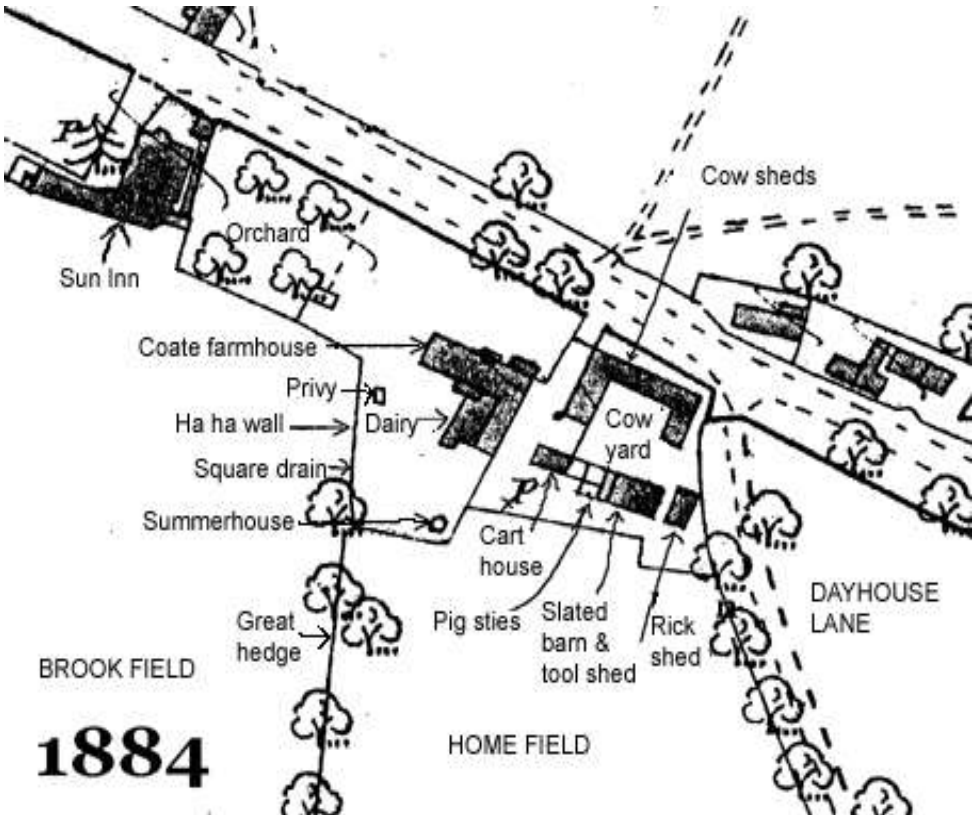 Cow sheds
Orchard
Sun Inn
Coate farmhouse
Privy
Ha ha wall
Dairy
Cow
yard
Square drain
P
P
Summerhouse
Cart
house
Pig sties
Slated
barn &
tool shed
Rick
shed
DAYHOUSE
LANE
Great
hedge
BROOK FIELD
HOME FIELD
1884